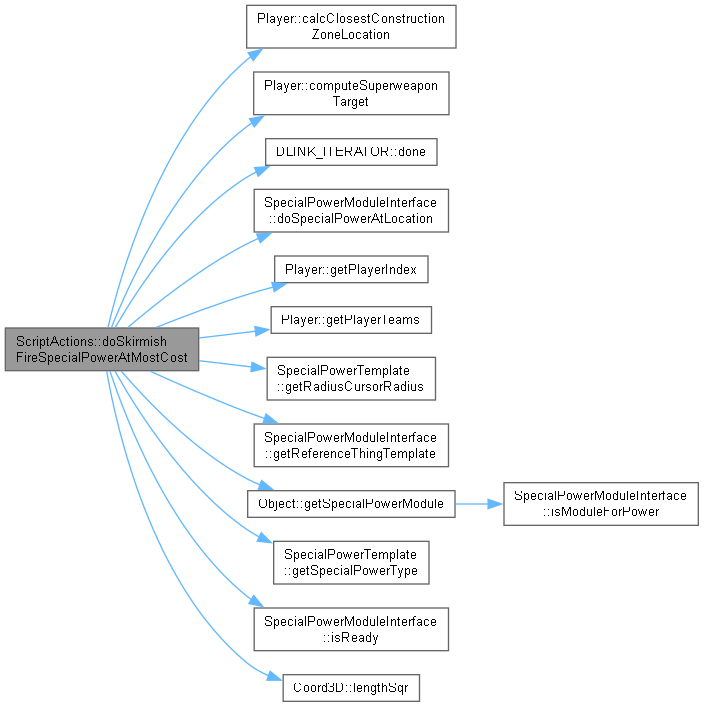 Player::calcClosestConstruction
ZoneLocation
Player::computeSuperweapon
Target
DLINK_ITERATOR::done
SpecialPowerModuleInterface
::doSpecialPowerAtLocation
Player::getPlayerIndex
Player::getPlayerTeams
ScriptActions::doSkirmish
FireSpecialPowerAtMostCost
SpecialPowerTemplate
::getRadiusCursorRadius
SpecialPowerModuleInterface
::getReferenceThingTemplate
Object::getSpecialPowerModule
SpecialPowerModuleInterface
::isModuleForPower
SpecialPowerTemplate
::getSpecialPowerType
SpecialPowerModuleInterface
::isReady
Coord3D::lengthSqr